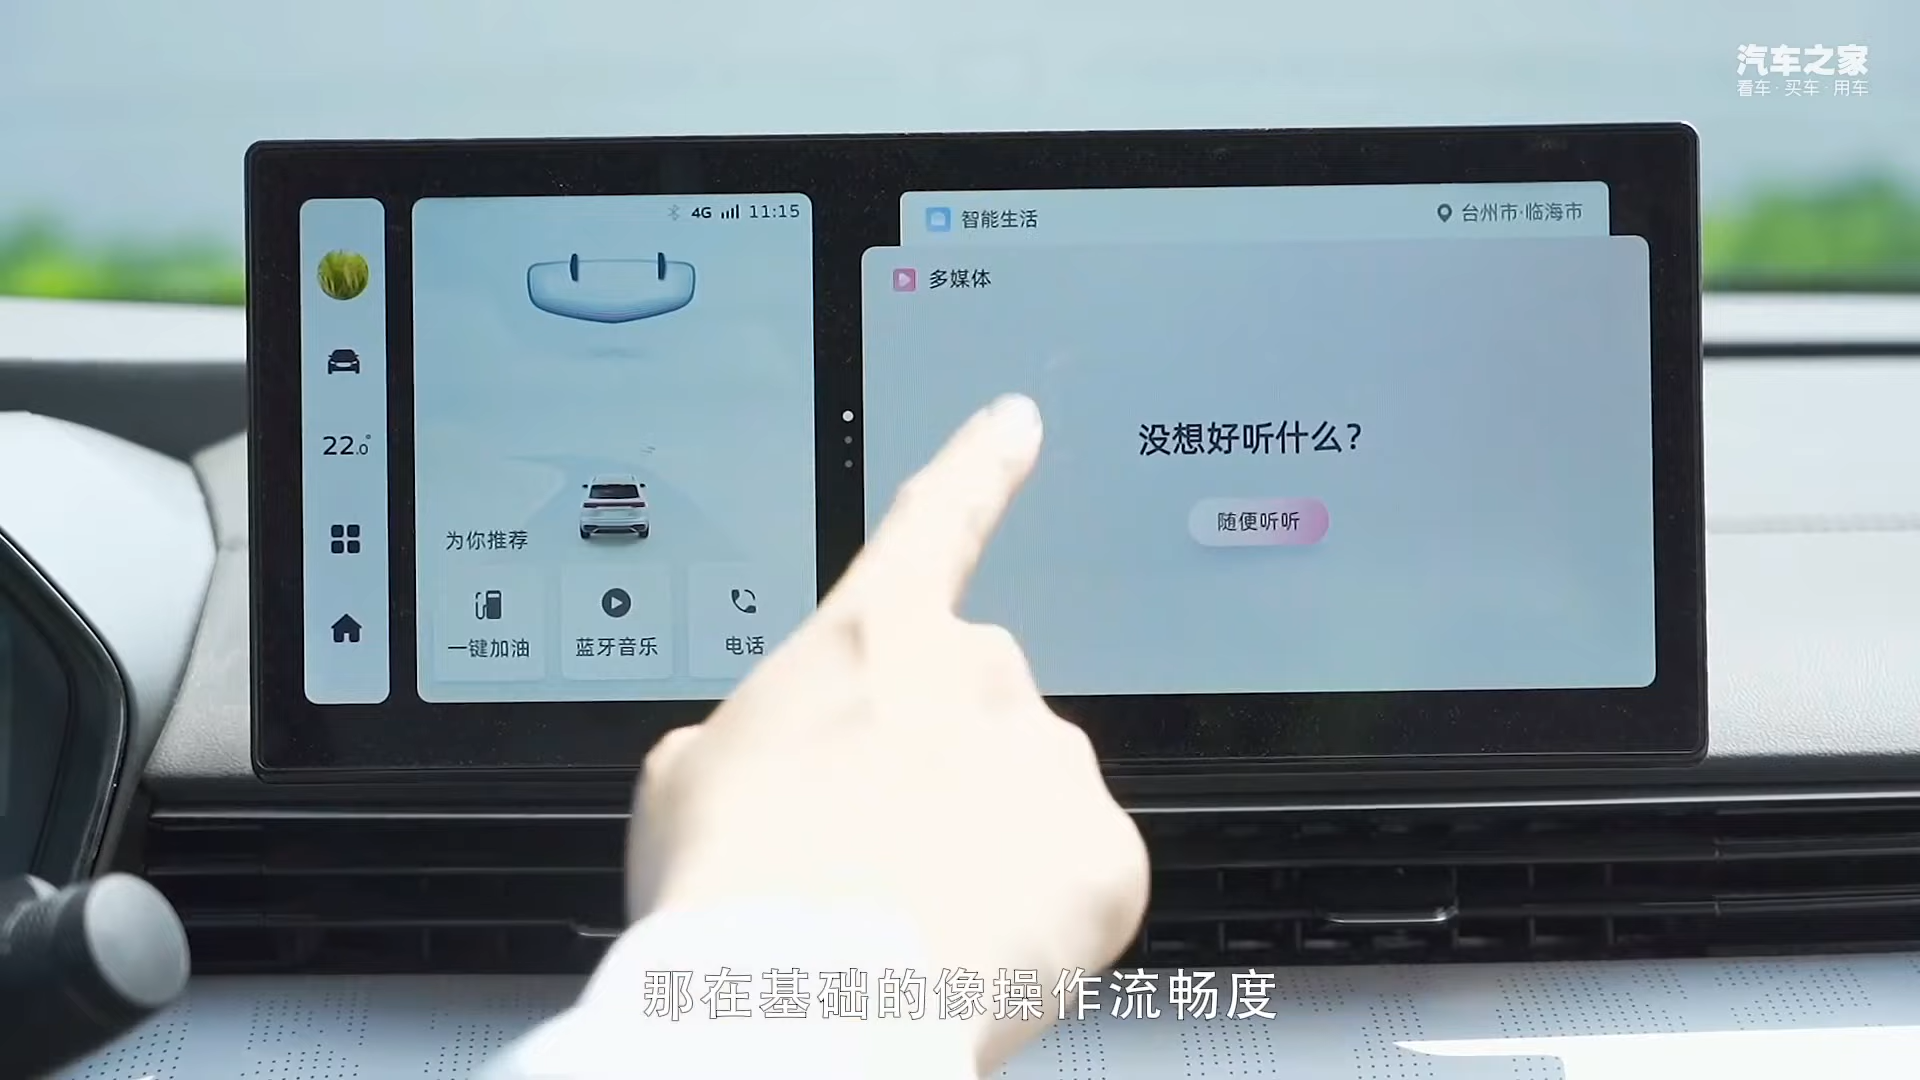 汽车之家
看车·买车·用车
4G 11:15
智能生活
台州市·临海市
多媒体
22.0°
没想好听什么?
随便听听
为你推荐
一键加油
蓝牙音乐
电话
那在基础的像操作流畅度